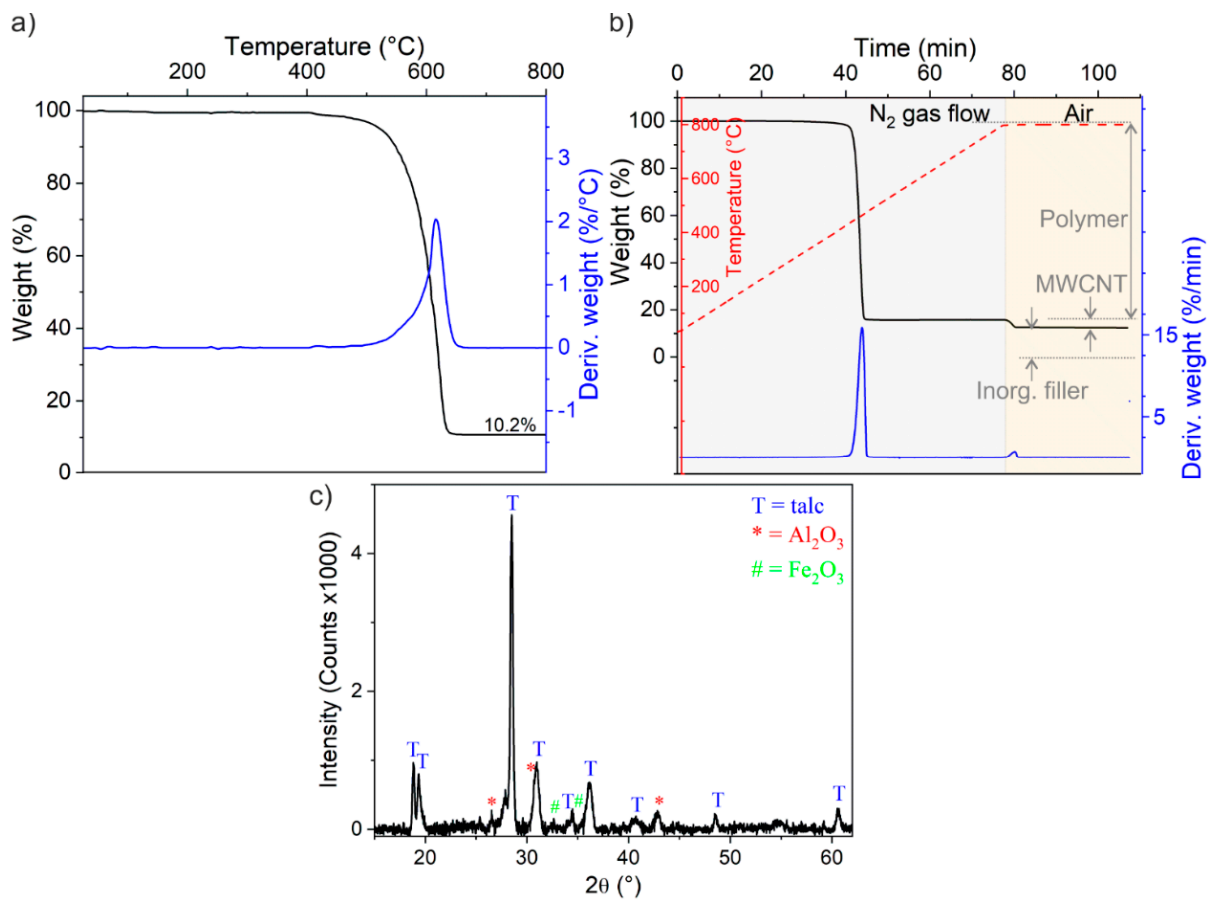 a)
Temperature (°C)
200 400 600 800
100
80
60
40
20
0
Weight (%)
3
2
1
0
-1
Deriv. weight (%/°C)
10.2%
b)
Time (min)
0 20 40 60 80 100
N₂ gas flow
Air
100
80
60
40
20
0
Weight (%)
800
600
400
200
Temperature (°C)
Polymer
MWCNT
Inorg. filler
15
5
Deriv. weight (%/min)
c)
T = talc
* = Al₂O₃
# = Fe₂O₃
T
T
T
*
*
T
#
T
#
T
T
*
T
T
4
2
0
Intensity (Counts x1000)
20 30 40 50 60
2θ (°)